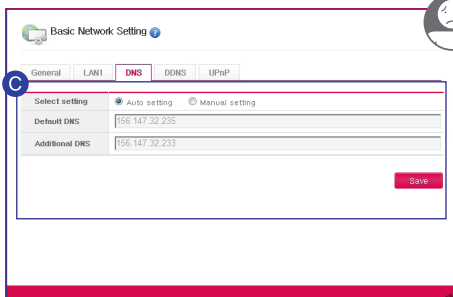 Basic Network Setting ?
General LAN1 DNS DDNS UPnP
C
Select setting Auto setting Manual setting
Default DNS 156.147.32.235
Additional DNS 156.147.32.233
Save